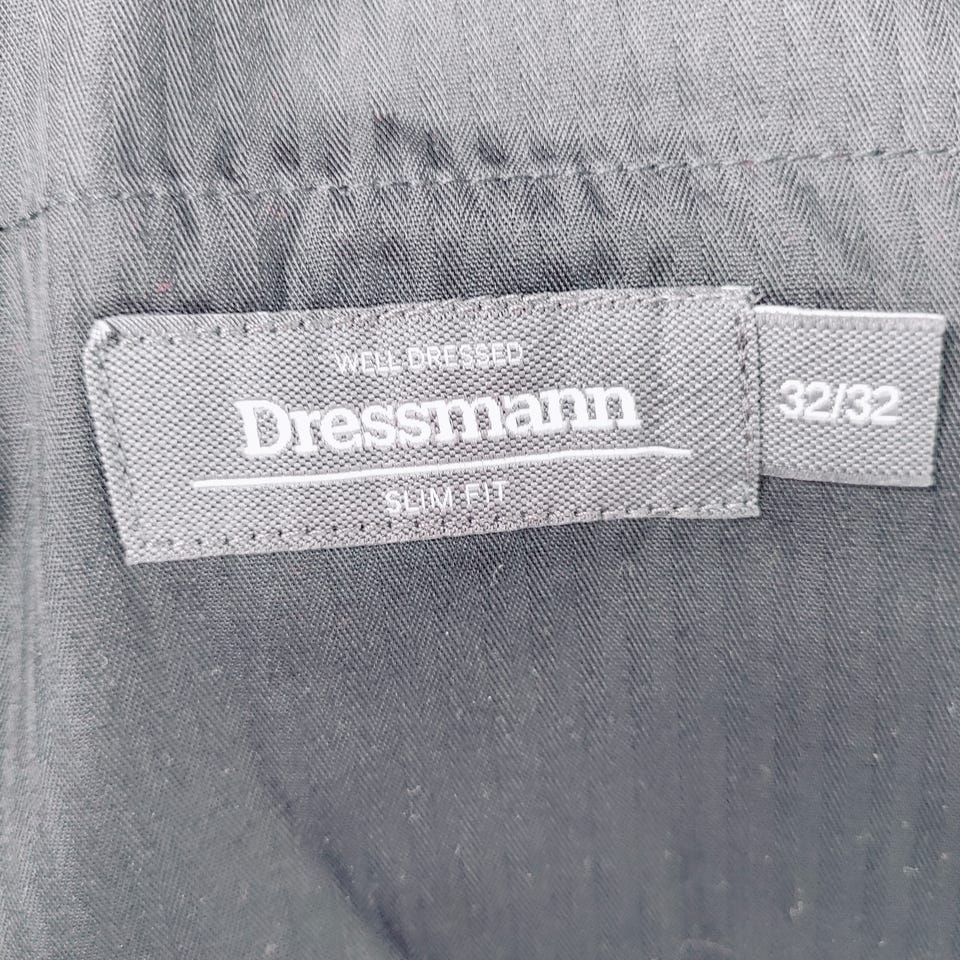 WELL DRESSED
Dressmann
SLIM FIT
32/32